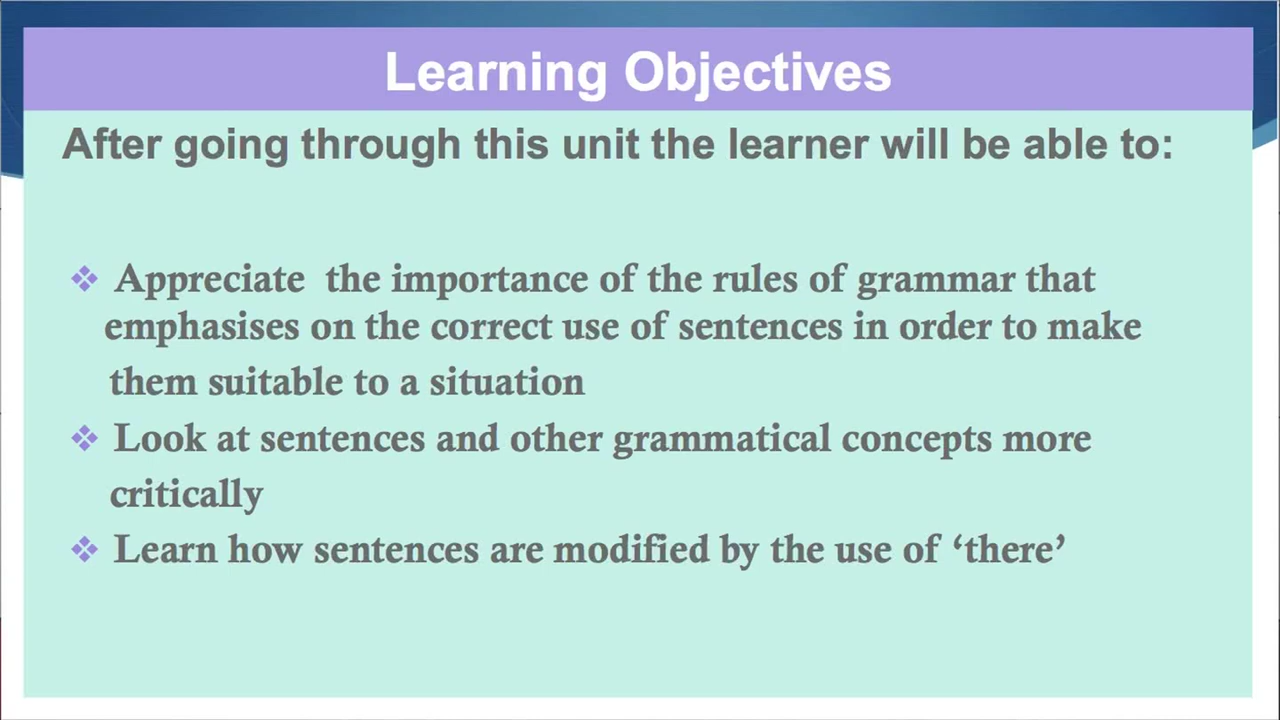 Learning Objectives
After going through this unit the learner will be able to:
❖ Appreciate the importance of the rules of grammar that
emphasises on the correct use of sentences in order to make
them suitable to a situation
❖ Look at sentences and other grammatical concepts more
critically
❖ Learn how sentences are modified by the use of ‘there’